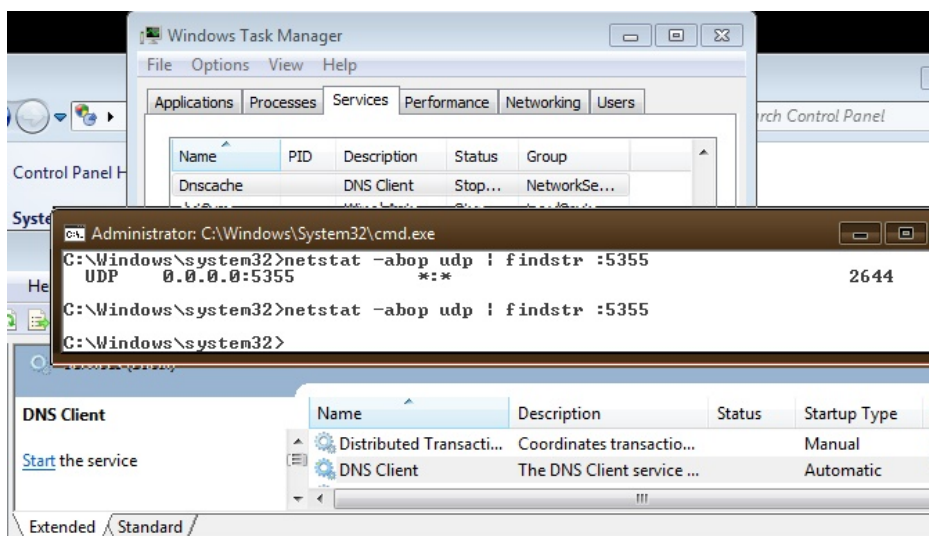 Windows Task Manager
File Options View Help
Applications Processes Services Performance Networking Users
rch Control Panel
Name PID Description Status Group
Control Panel H
Dnscache DNS Client Stop... NetworkSe...
Syste
Administrator: C:\Windows\System32\cmd.exe
C:\Windows\system32>netstat -abop udp ¦ findstr :5355
UDP 0.0.0.0:5355 *:* 2644
He
C:\Windows\system32>netstat -abop udp ¦ findstr :5355
C:\Windows\system32>
DNS Client
Name Description Status Startup Type
Distributed Transacti... Coordinates transactio... Manual
Start the service
DNS Client The DNS Client service ... Automatic
Extended Standard